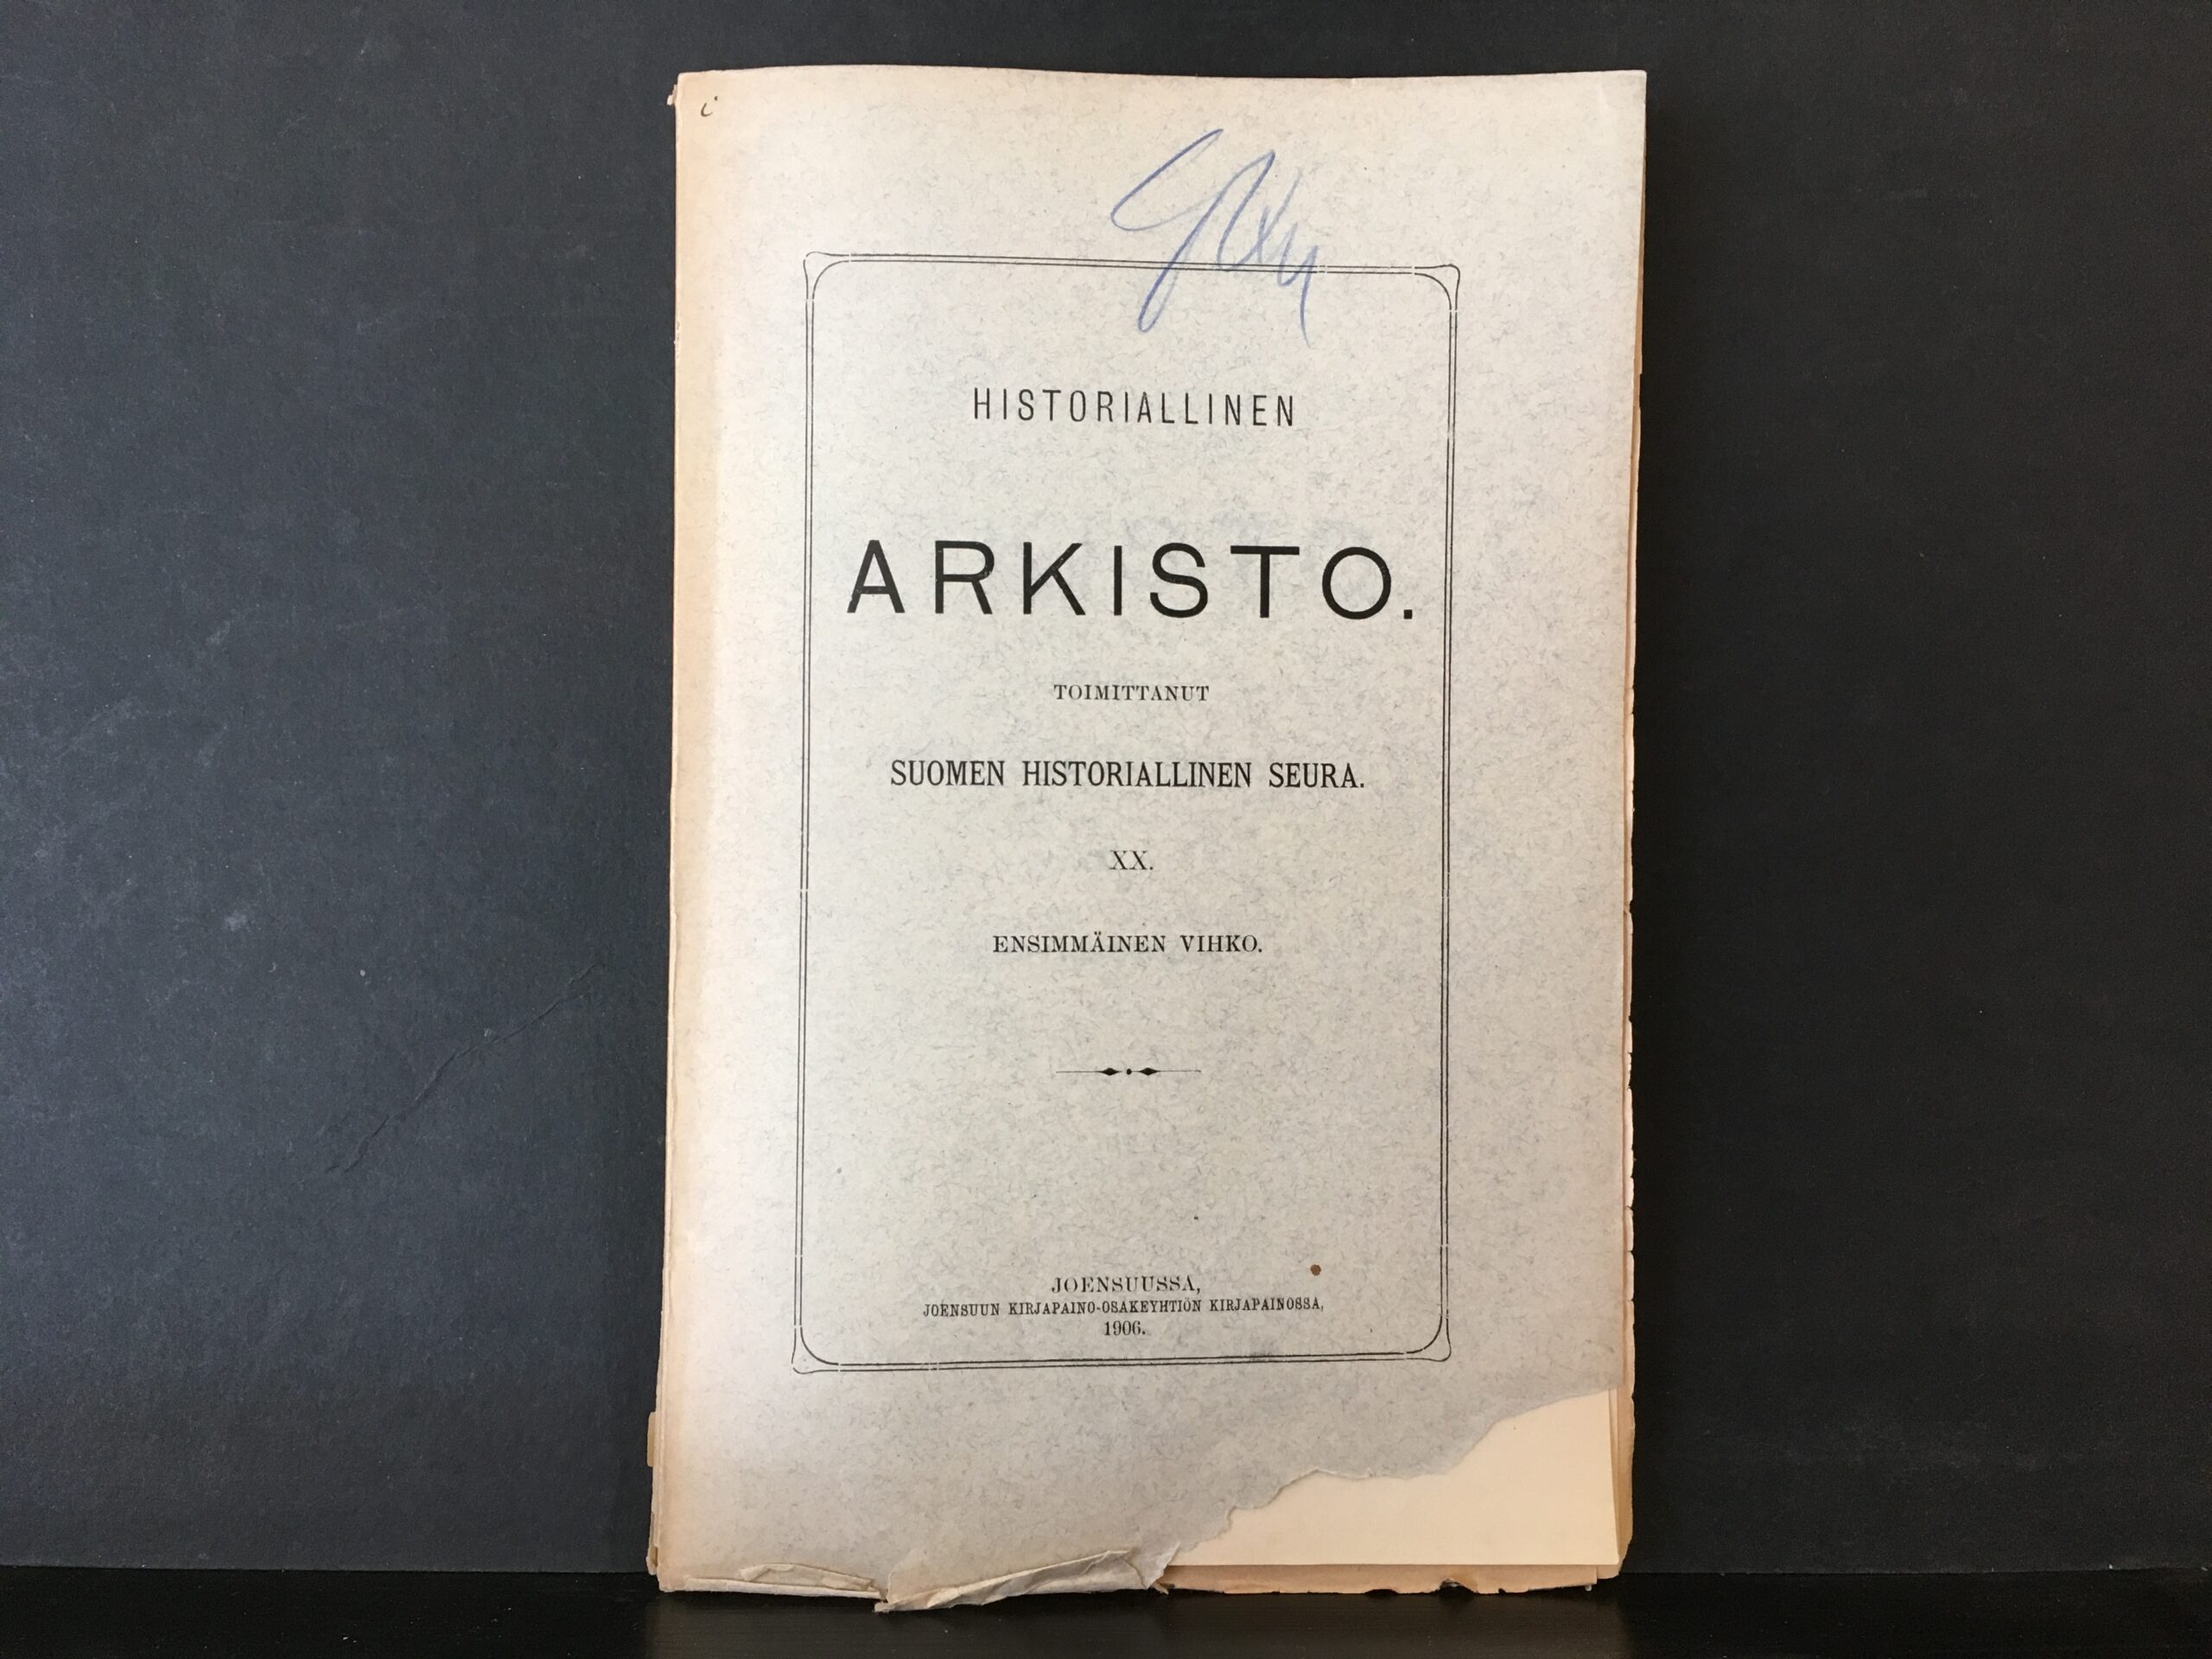 HISTORIALLINEN
ARKISTO.
TOIMITTANUT
SUOMEN HISTORIALLINEN SEURA.
XX.
ENSIMMÄINEN VIHKO.
JOENSUUSSA,
JOENSUUN KIRJAPAINO-OSAKEYHTIÖN KIRJAPAINOSSA,
1906.